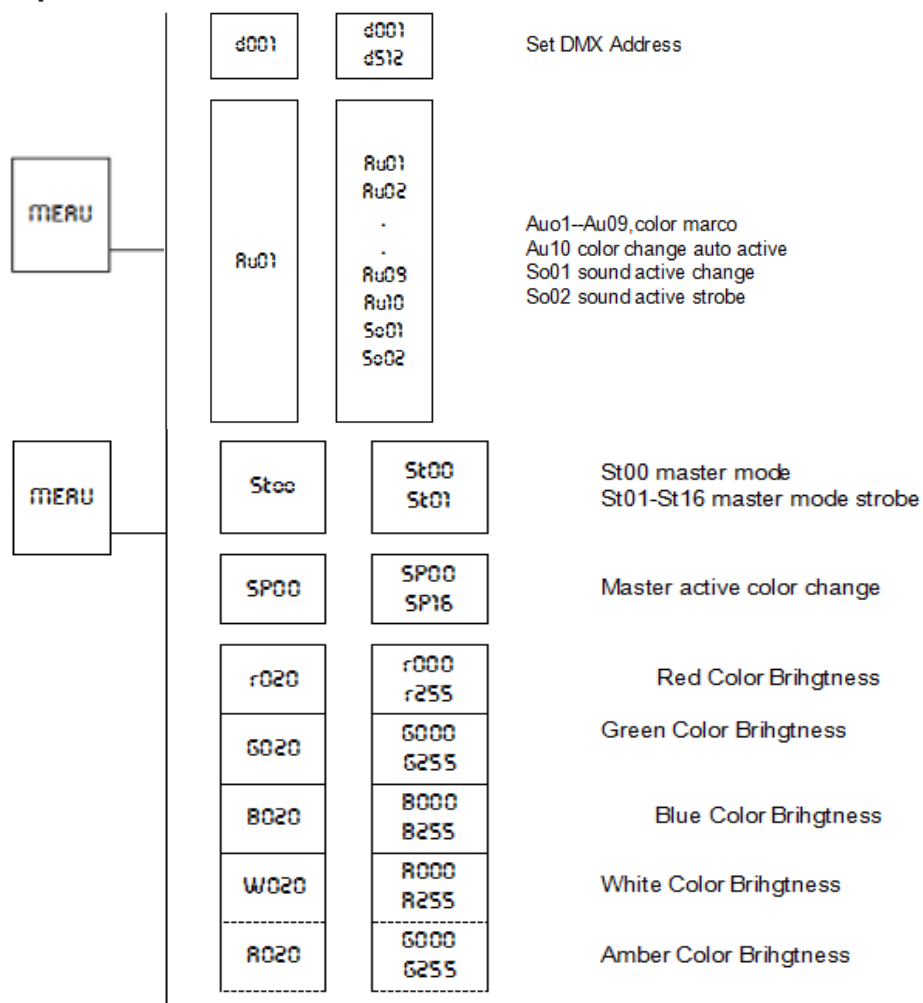 d001
d001
d512
Set DMX Address
MENU
Au01
Au01
Au02
.
.
Au09
Au10
So01
So02
Auo1--Au09,color marco
Au10 color change auto active
So01 sound active change
So02 sound active strobe
MENU
Stoo
St00
St01
St00 master mode
St01-St16 master mode strobe
SP00
SP00
SP16
Master active color change
r020
r000
r255
Red Color Brihgtness
G020
G000
G255
Green Color Brihgtness
B020
B000
B255
Blue Color Brihgtness
W020
A000
A255
White Color Brihgtness
A020
G000
G255
Amber Color Brihgtness